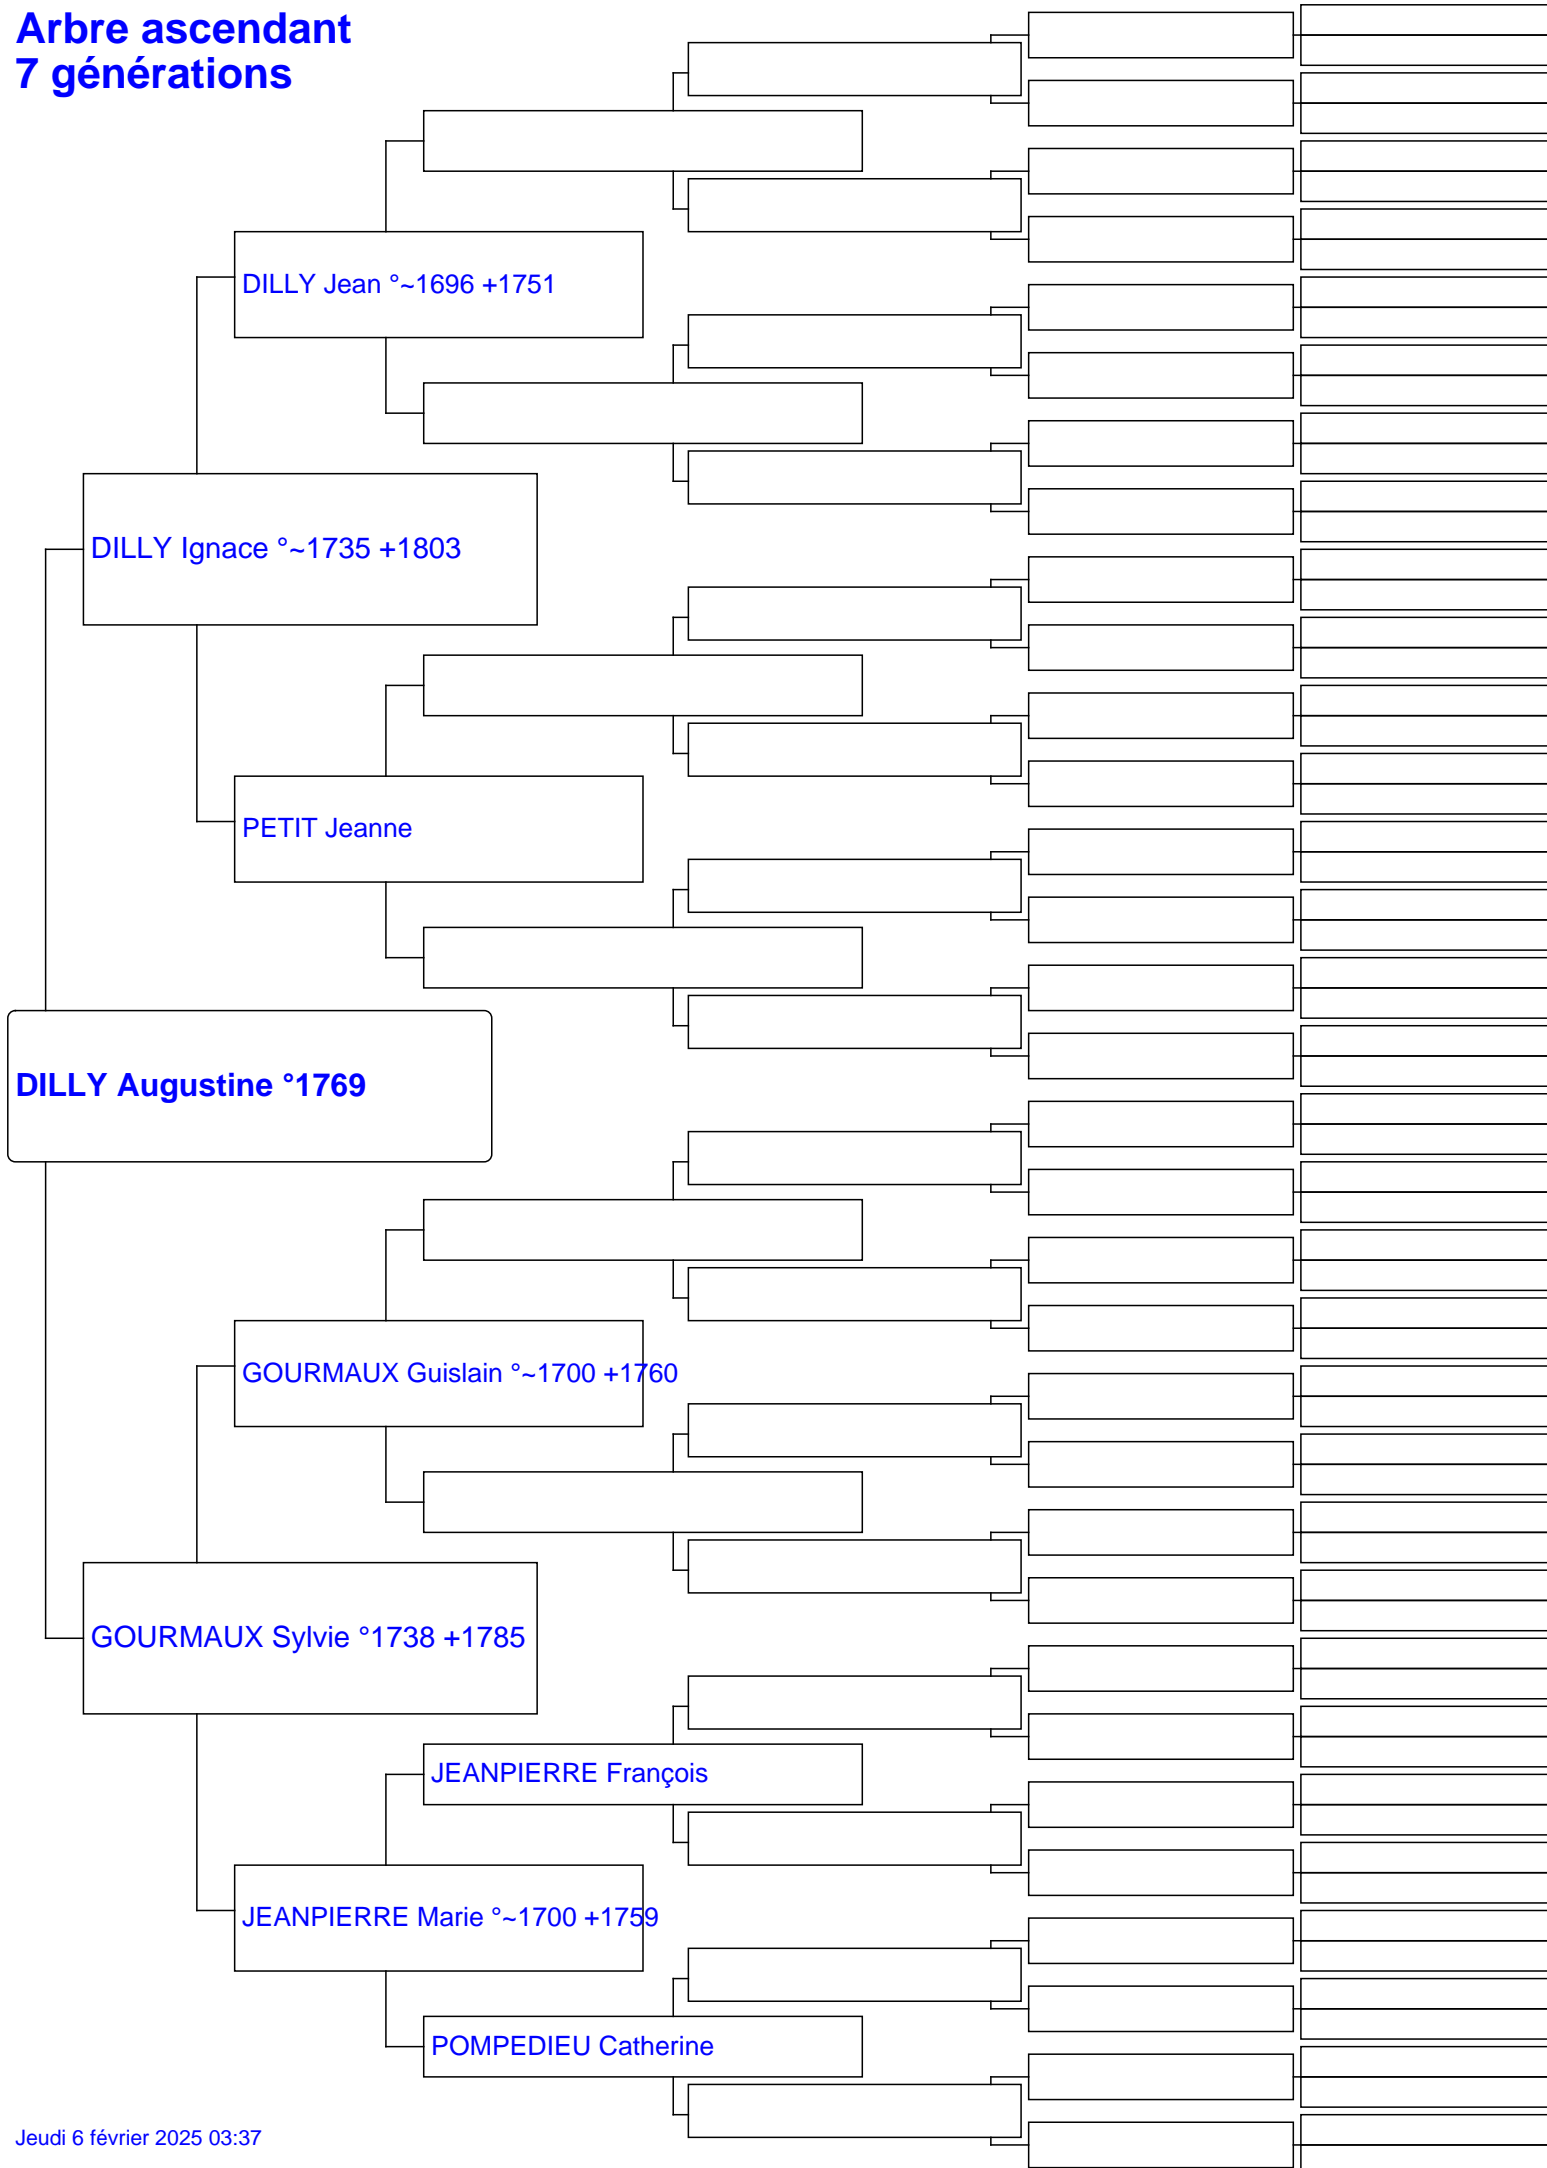 Arbre ascendant
7 générations
DILLY Jean °~1696 +1751
DILLY Ignace °~1735 +1803
PETIT Jeanne
DILLY Augustine °1769
GOURMAUX Guislain °~1700 +1760
GOURMAUX Sylvie °1738 +1785
JEANPIERRE François
JEANPIERRE Marie °~1700 +1759
POMPEDIEU Catherine
Jeudi 6 février 2025 03:37